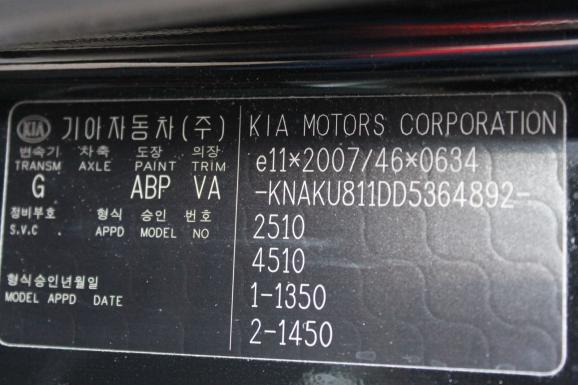 KIA 기아자동차(주)
변속기 차축 도장 의장
TRANSM AXLE PAINT TRIM
G ABP VA
정비부호 형식 승인 번호
S.V.C APPD MODEL NO
형식승인년월일
MODEL APPD DATE
KIA MOTORS CORPORATION
e11*2007/46*0634
-KNAKU811DD5364892-
2510
4510
1-1350
2-1450